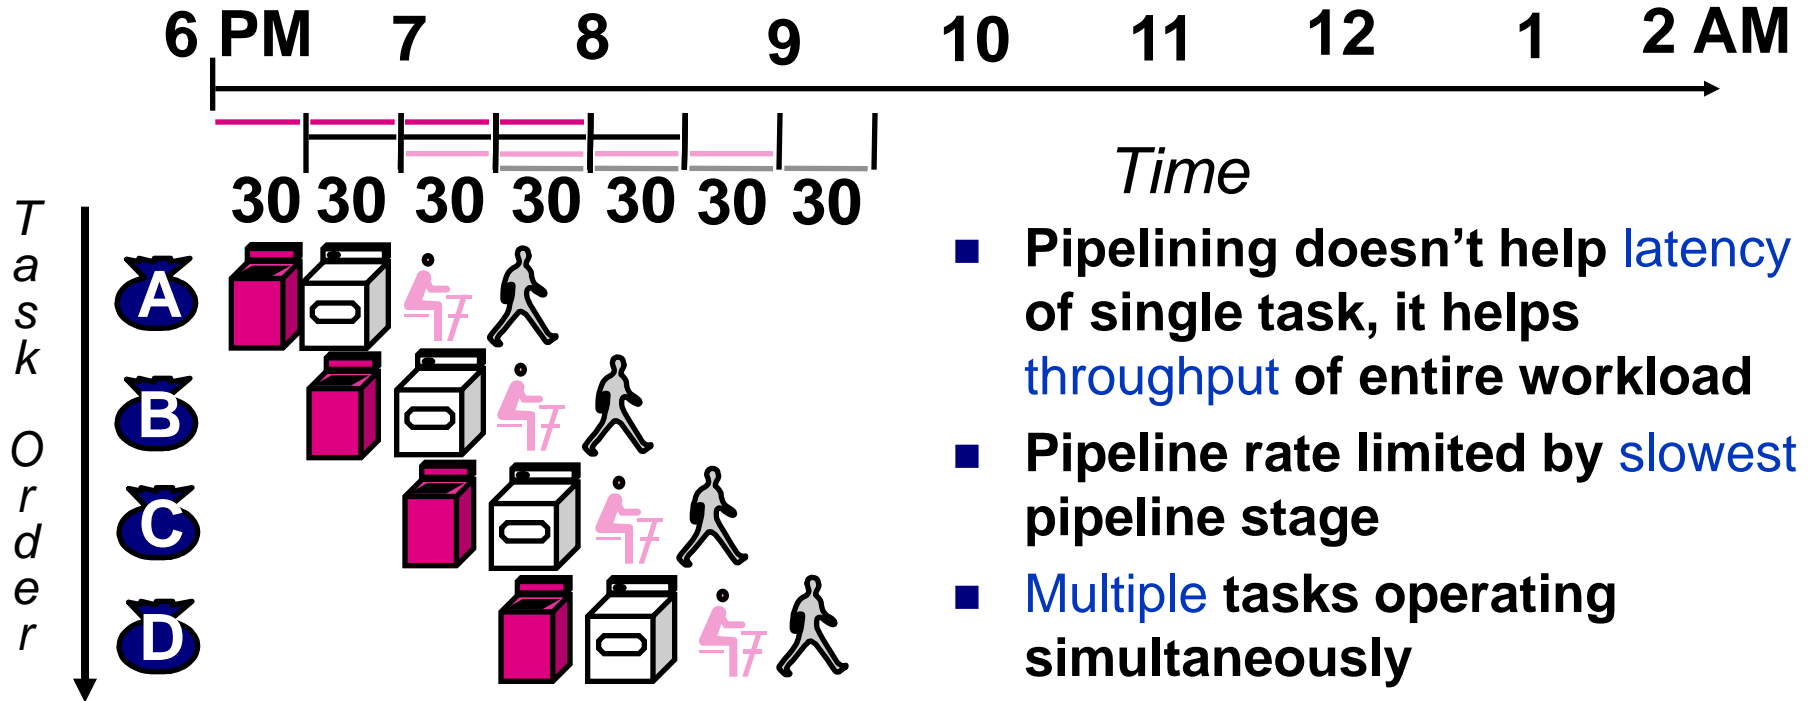 6 PM 7 8 9 10 11 12 1 2 AM
Time
30 30 30 30 30 30 30
Task Order
A
B
C
D
■ Pipelining doesn’t help latency
of single task, it helps
throughput of entire workload
■ Pipeline rate limited by slowest
pipeline stage
■ Multiple tasks operating
simultaneously